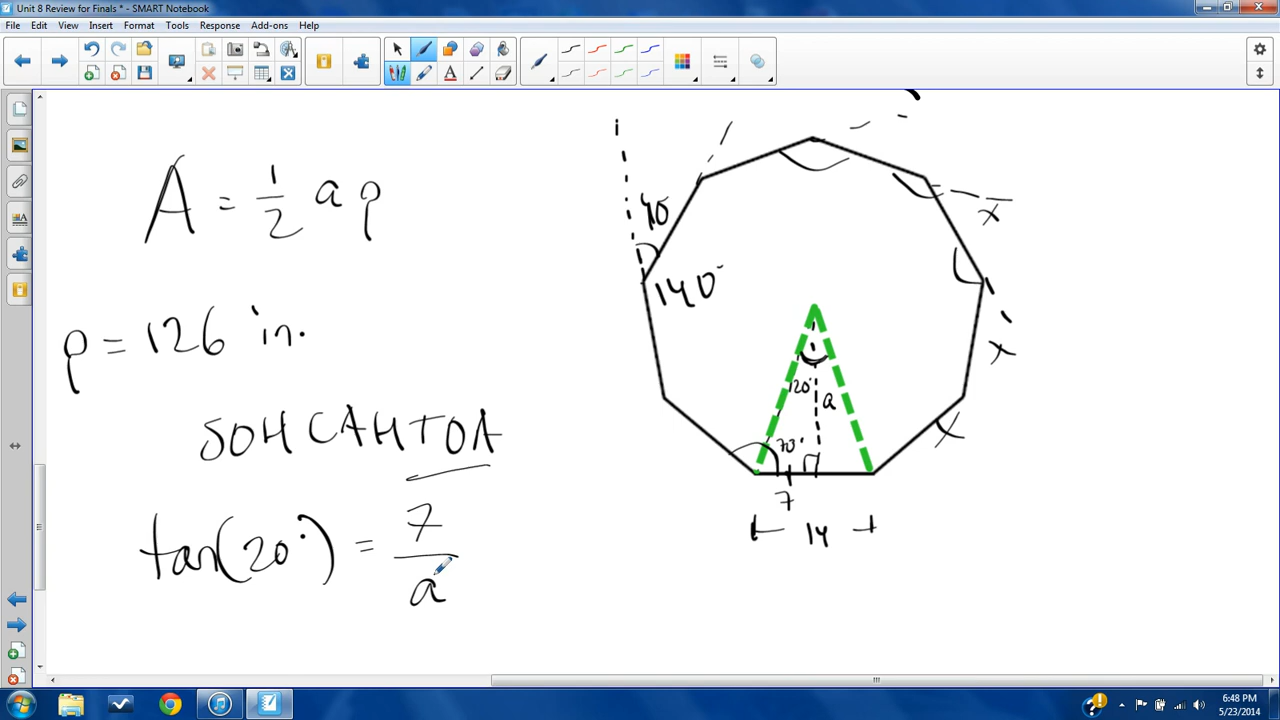 Unit 8 Review for Finals * - SMART Notebook
File Edit View Insert Format Tools Response Add-ons Help
A = 1/2 a p
p = 126 in.
SOH CAH TOA
tan(20°) = 7/a
40
140°
x
x
x
20°
a
70°
7
14
6:48 PM
5/23/2014